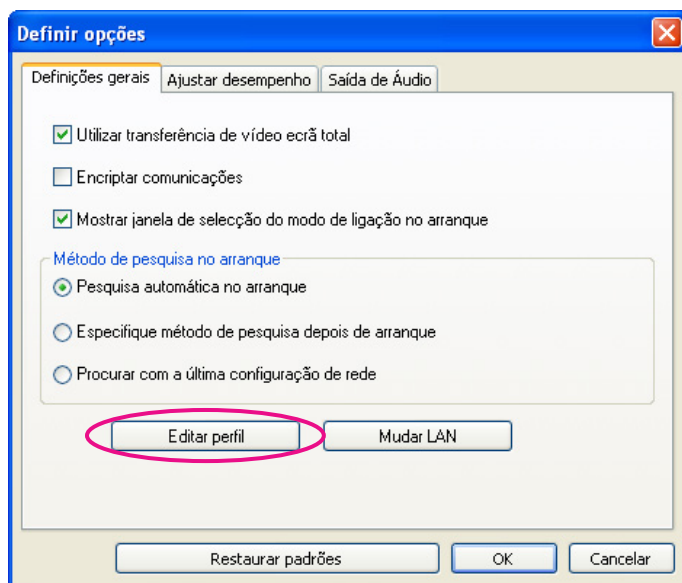 Definir opções
Definições gerais Ajustar desempenho Saída de Áudio
Utilizar transferência de vídeo ecrã total
Encriptar comunicações
Mostrar janela de selecção do modo de ligação no arranque
Método de pesquisa no arranque
Pesquisa automática no arranque
Especifique método de pesquisa depois de arranque
Procurar com a última configuração de rede
Editar perfil Mudar LAN
Restaurar padrões OK Cancelar